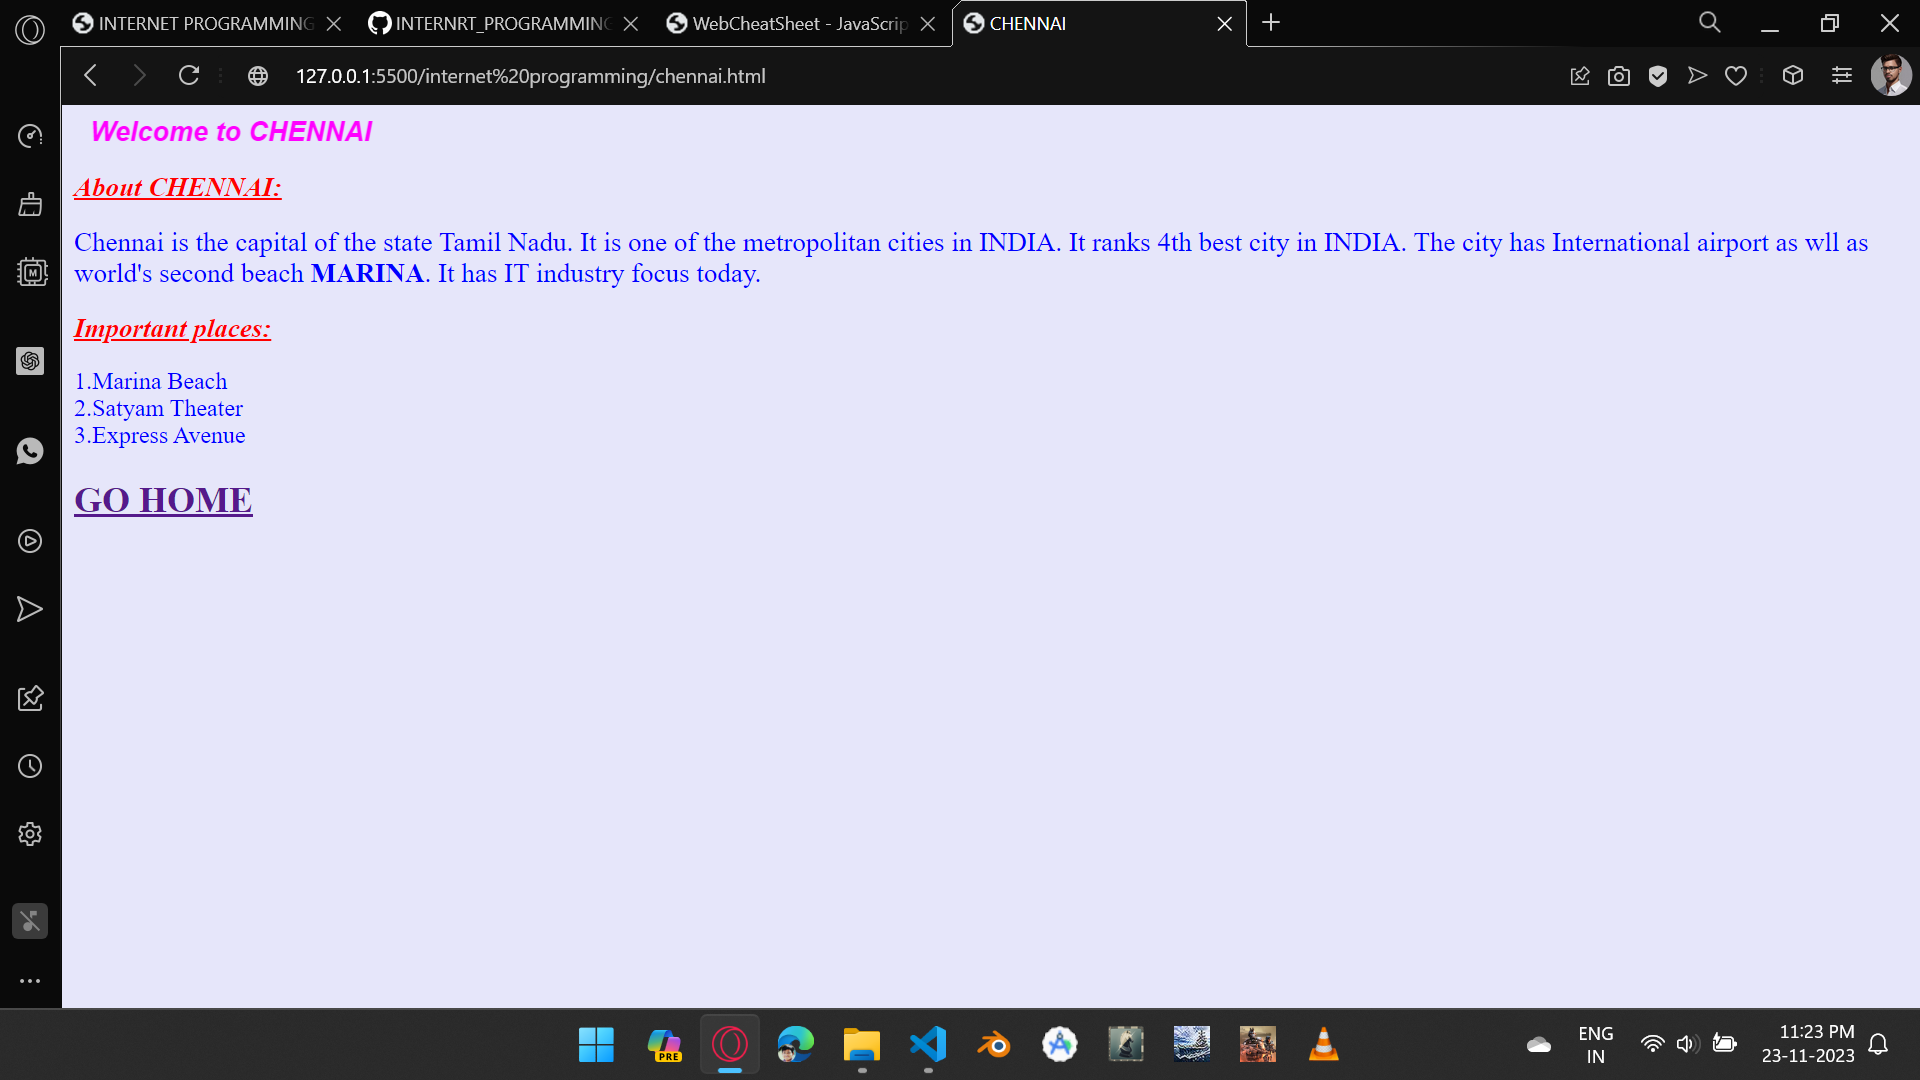 INTERNET PROGRAMMING
INTERNRT_PROGRAMMING
WebCheatSheet - JavaScrip
CHENNAI
127.0.0.1:5500/internet%20programming/chennai.html
Welcome to CHENNAI
About CHENNAI:
Chennai is the capital of the state Tamil Nadu. It is one of the metropolitan cities in INDIA. It ranks 4th best city in INDIA. The city has International airport as wll as
world's second beach MARINA. It has IT industry focus today.
Important places:
1.Marina Beach
2.Satyam Theater
3.Express Avenue
GO HOME
M
PRE
ENG
IN
11:23 PM
23-11-2023